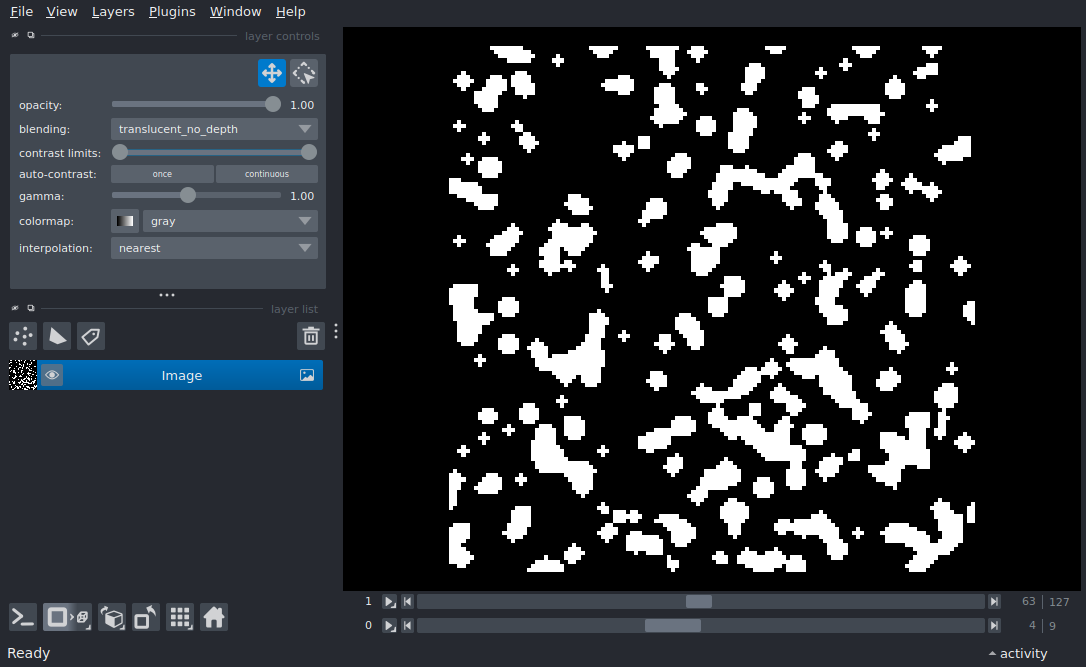 File View Layers Plugins Window Help
layer controls
opacity: 1.00
blending: translucent_no_depth
contrast limits:
auto-contrast: once continuous
gamma: 1.00
colormap: gray
interpolation: nearest
layer list
Image
1 63 127
0 4 9
Ready activity